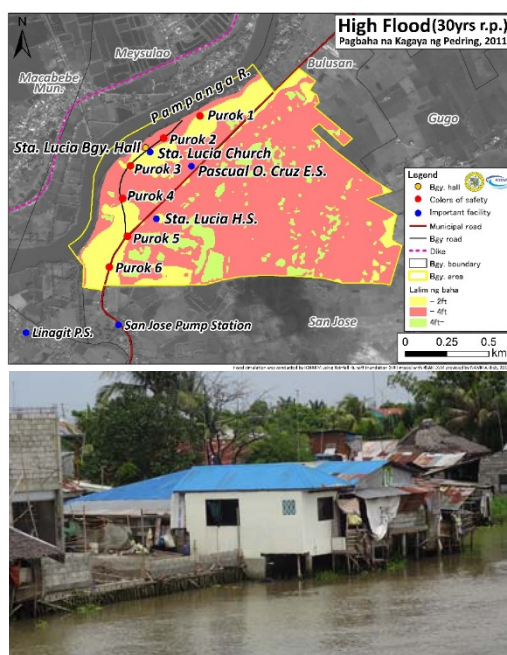 High Flood(30yrs r.p.)
Pagbaha na Kagaya ng Pedring, 2011
N
Meysulao
Macabebe
Mun.
Bulusan
Pampanga R.
Gugo
Purok 1
Purok 2
Sta. Lucia Bgy. Hall
Sta. Lucia Church
Purok 3
Pascual O. Cruz E.S.
Purok 4
Sta. Lucia H.S.
Purok 5
Purok 6
San Jose Pump Station
San Jose
Linagit P.S.
Legend
Bgy. hall
Colors of safety
Important facility
Municipal road
Bgy road
Dike
Bgy. boundary
Bgy. area
Lalim ng baha
- 2ft
- 4ft
4ft-
0 0.25 0.5
km